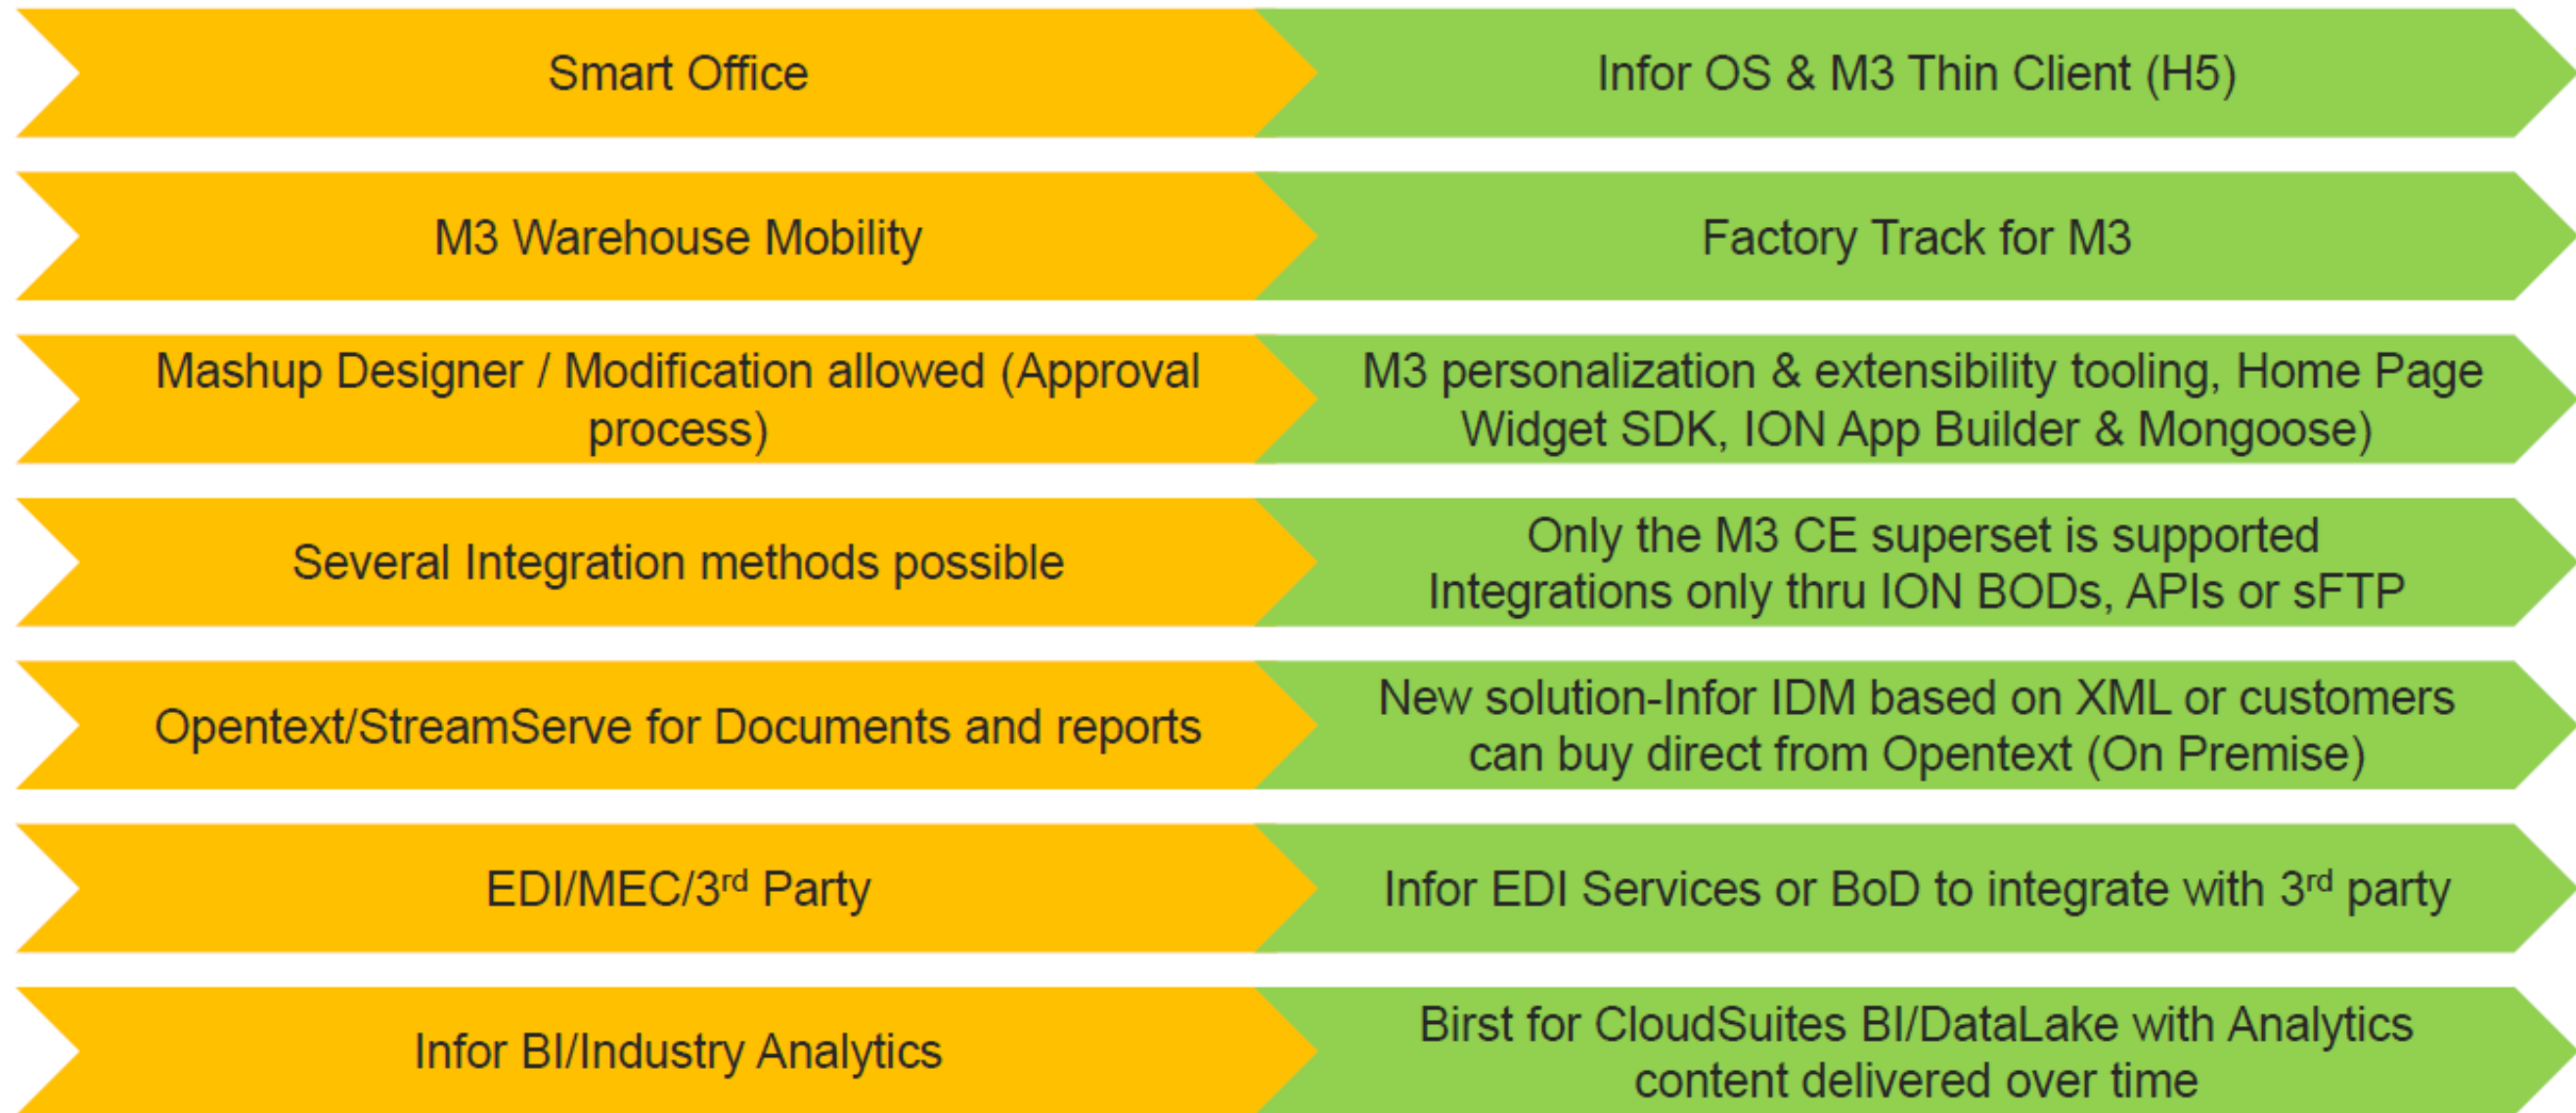 Smart Office
Infor OS & M3 Thin Client (H5)
M3 Warehouse Mobility
Factory Track for M3
Mashup Designer / Modification allowed (Approval
process)
M3 personalization & extensibility tooling, Home Page
Widget SDK, ION App Builder & Mongoose)
Several Integration methods possible
Only the M3 CE superset is supported
Integrations only thru ION BODs, APIs or sFTP
Opentext/StreamServe for Documents and reports
New solution-Infor IDM based on XML or customers
can buy direct from Opentext (On Premise)
EDI/MEC/3rd Party
Infor EDI Services or BoD to integrate with 3rd party
Infor BI/Industry Analytics
Birst for CloudSuites BI/DataLake with Analytics
content delivered over time